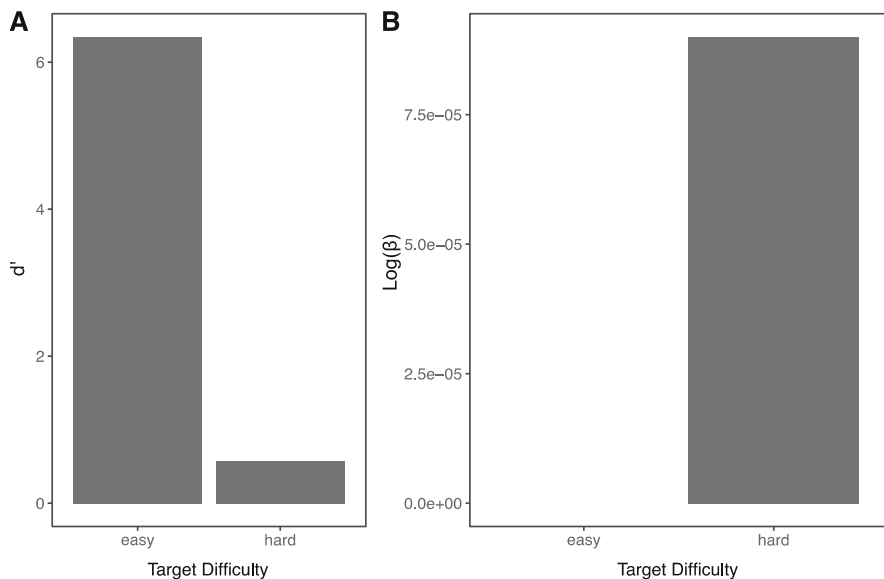 A
6
4
2
0
d'
easy hard
Target Difficulty
B
7.5e−05
5.0e−05
2.5e−05
0.0e+00
Log(β)
easy hard
Target Difficulty